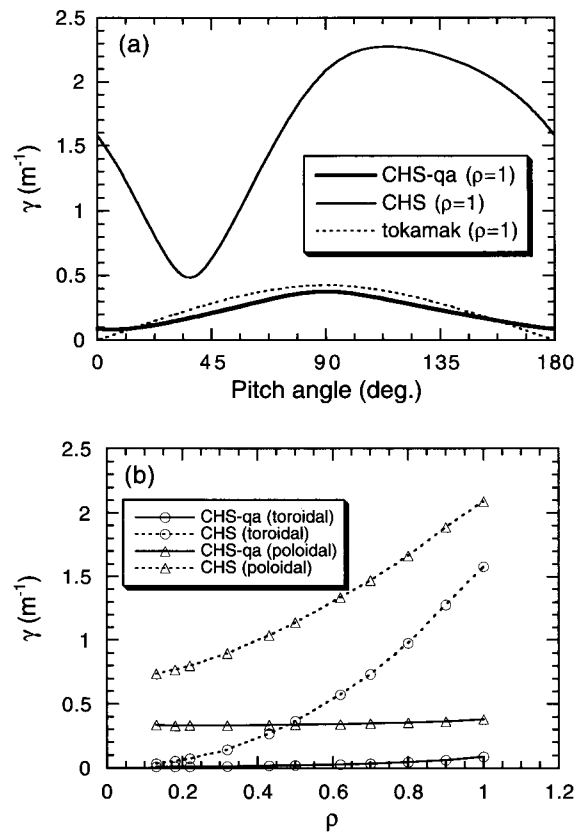 (a)
2.5
2
1.5
1
0.5
0
γ (m⁻¹)
CHS-qa (ρ=1)
CHS (ρ=1)
tokamak (ρ=1)
0 45 90 135 180
Pitch angle (deg.)
(b)
2.5
2
1.5
1
0.5
0
γ (m⁻¹)
CHS-qa (toroidal)
CHS (toroidal)
CHS-qa (poloidal)
CHS (poloidal)
0 0.2 0.4 0.6 0.8 1 1.2
ρ